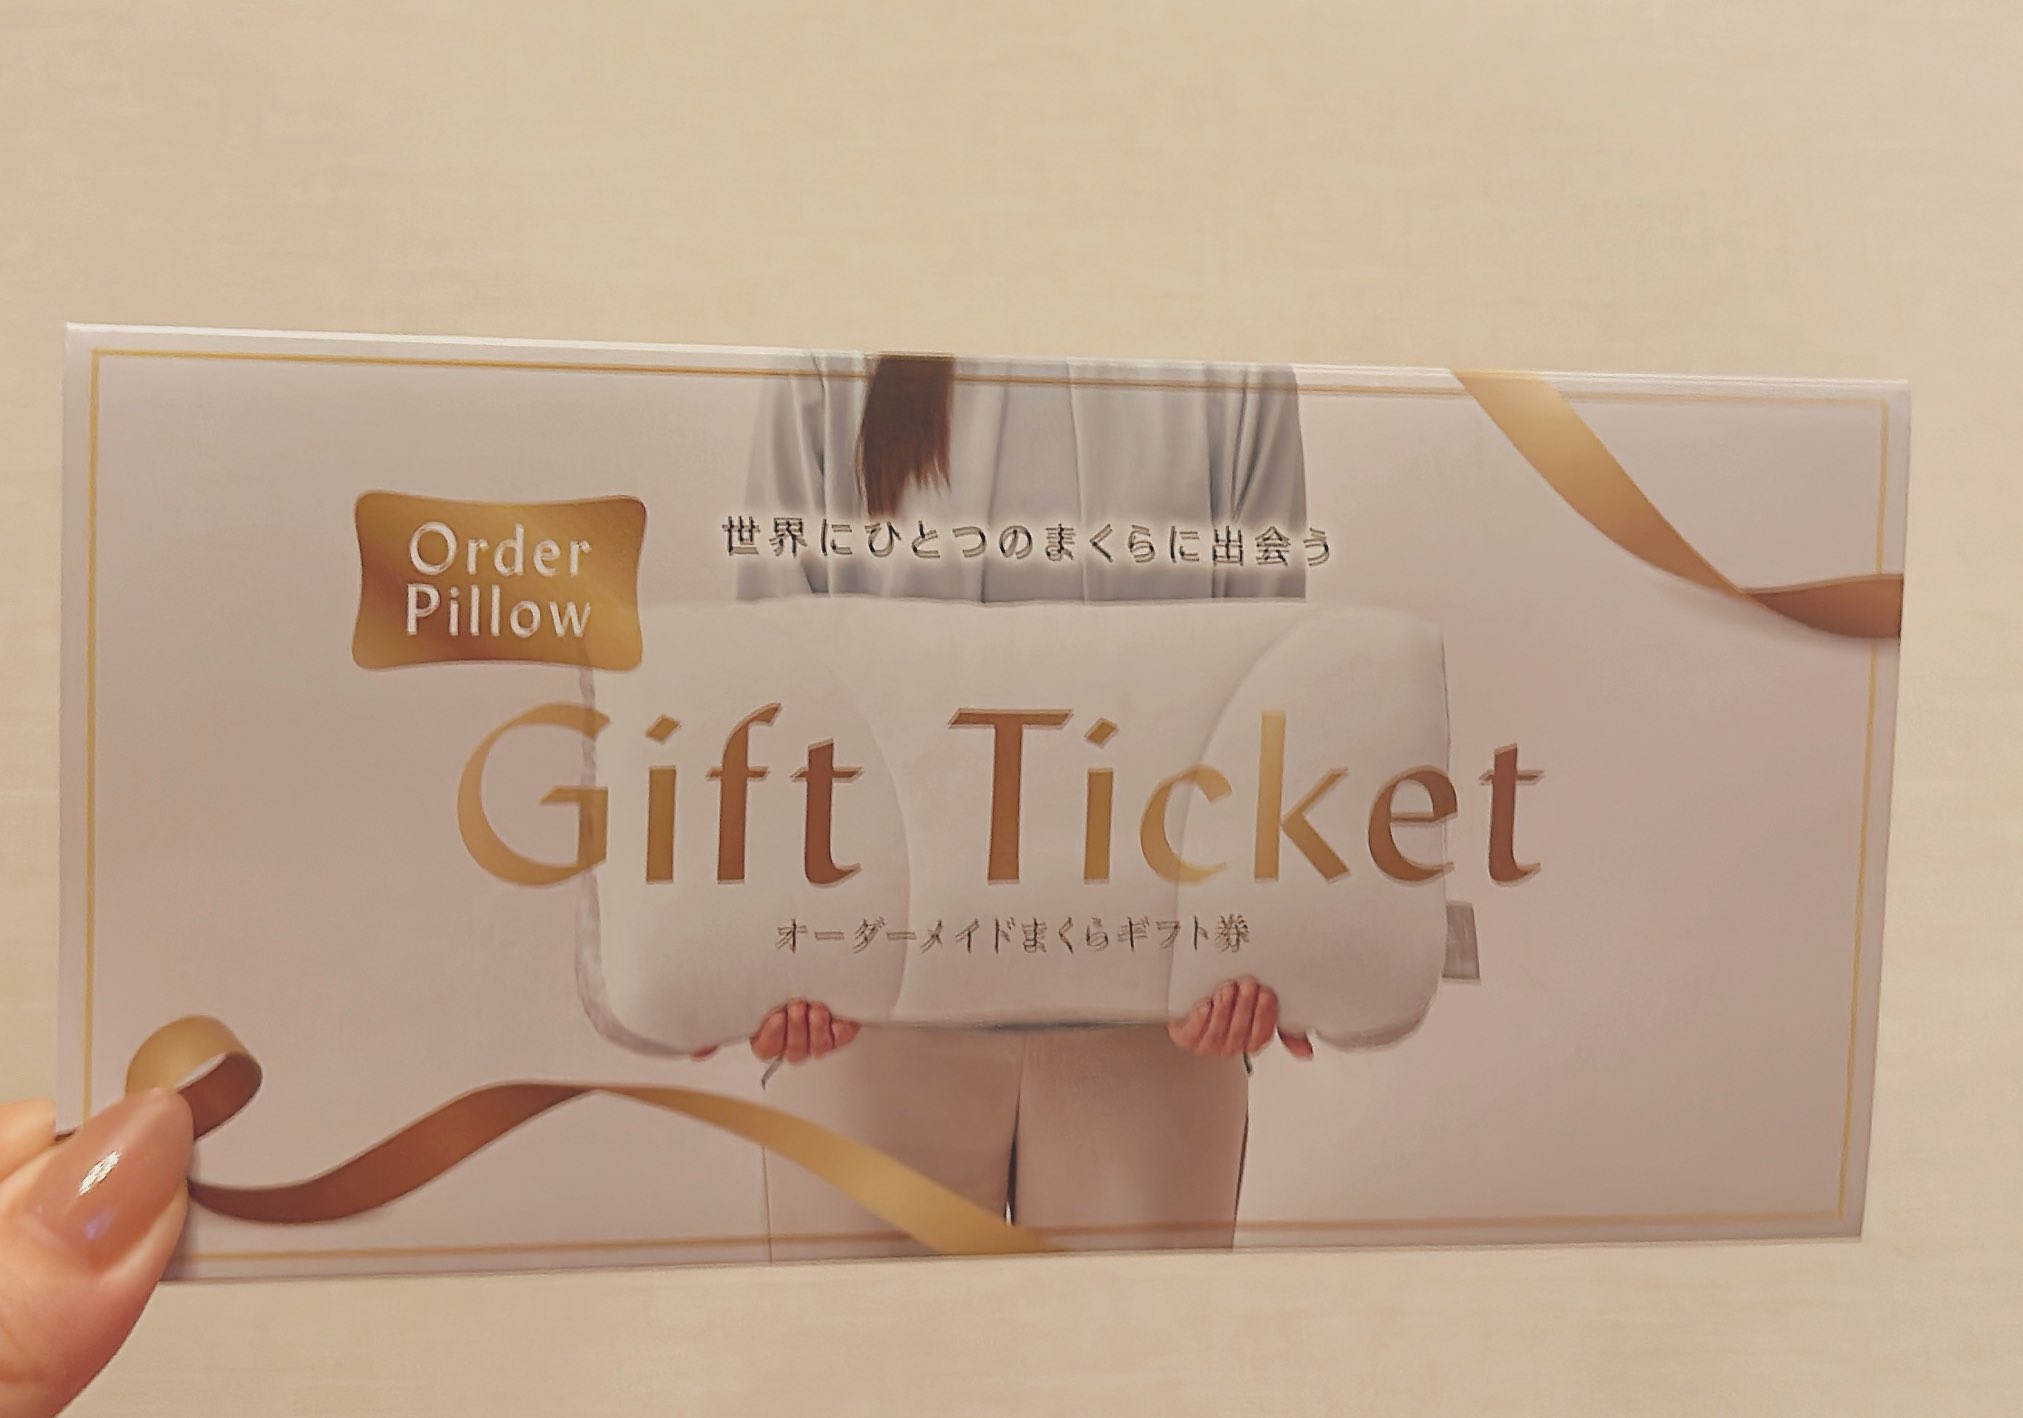 Order
Pillow
世界にひとつのまくらに出会う
Gift Ticket
オーダーメイドまくらギフト券